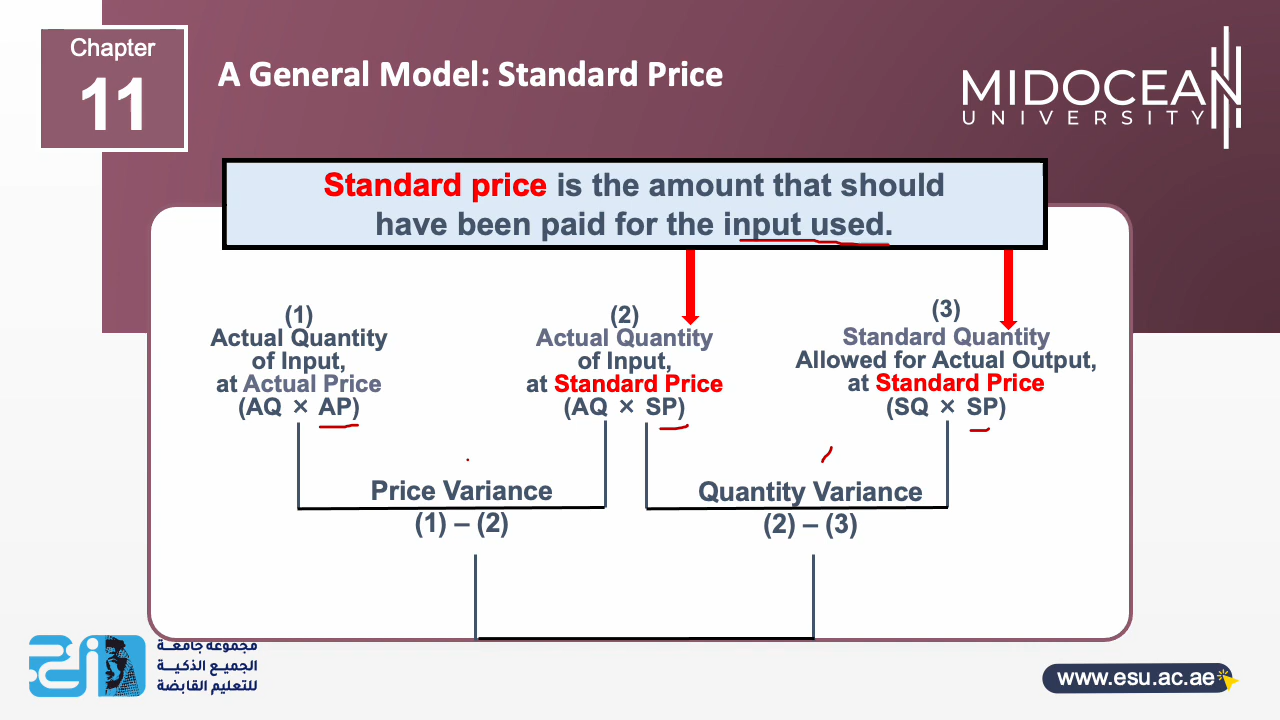 Chapter
11
A General Model: Standard Price
MIDOCEAN
UNIVERSITY
Standard price is the amount that should
have been paid for the input used.
(1)
Actual Quantity
of Input,
at Actual Price
(AQ × AP)
(2)
Actual Quantity
of Input,
at Standard Price
(AQ × SP)
(3)
Standard Quantity
Allowed for Actual Output,
at Standard Price
(SQ × SP)
Price Variance
(1) – (2)
Quantity Variance
(2) – (3)
مجموعة جامعة
الجميع الذكية
للتعليم القابضة
www.esu.ac.ae